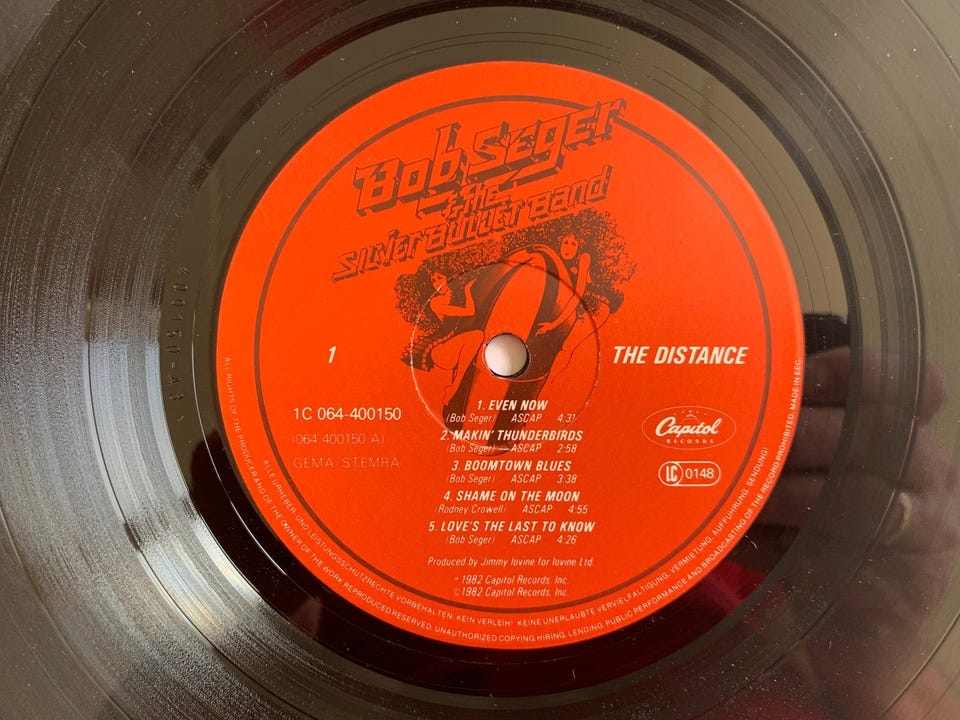 Bob Seger
& the
Silver Bullet Band
1
THE DISTANCE
1C 064-400150
(064 400150 A)
GEMA STEMRA
1. EVEN NOW
(Bob Seger) ASCAP 4:31
2. MAKIN' THUNDERBIRDS
(Bob Seger) ASCAP 2:58
3. BOOMTOWN BLUES
(Bob Seger) ASCAP 3:38
4. SHAME ON THE MOON
(Rodney Crowell) ASCAP 4:55
5. LOVE'S THE LAST TO KNOW
(Bob Seger) ASCAP 4:26
Produced by Jimmy Iovine for Iovine Ltd.
℗ 1982 Capitol Records, Inc.
© 1982 Capitol Records, Inc.
Capitol
RECORDS
LC 0148
ALLE URHEBER- UND LEISTUNGSSCHUTZRECHTE VORBEHALTEN. KEIN VERLEIH! KEINE UNERLAUBTE VERVIELFÄLTIGUNG, VERMIETUNG, AUFFÜHRUNG, SENDUNG!
ALL RIGHTS OF THE PRODUCER AND OF THE OWNER OF THE WORK REPRODUCED RESERVED. UNAUTHORIZED COPYING, HIRING, LENDING, PUBLIC PERFORMANCE AND BROADCASTING OF THE RECORD PROHIBITED. MADE IN EEC.